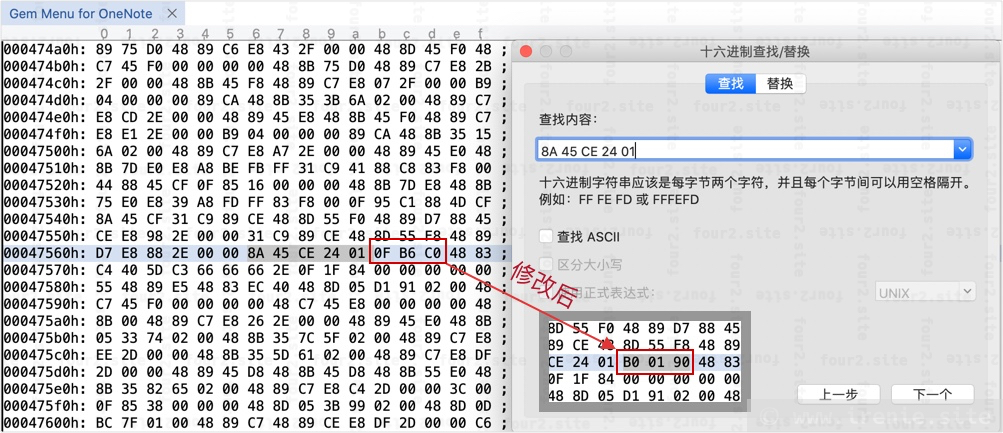 Gem Menu for OneNote
0 1 2 3 4 5 6 7 8 9 a b c d e f
000474a0h: 89 75 D0 48 89 C6 E8 43 2F 00 00 48 8D 45 F0 48 ;
000474b0h: C7 45 F0 00 00 00 00 48 8B 75 D0 48 89 C7 E8 2B ;
000474c0h: 2F 00 00 48 8B 45 F8 48 89 C7 E8 07 2F 00 00 B9 ;
000474d0h: 04 00 00 00 89 CA 48 8B 35 3B 6A 02 00 48 89 C7 ;
000474e0h: E8 CD 2E 00 00 48 89 45 E8 48 8B 45 F0 48 89 C7 ;
000474f0h: E8 E1 2E 00 00 B9 04 00 00 00 89 CA 48 8B 35 15 ;
00047500h: 6A 02 00 48 89 C7 E8 A7 2E 00 00 48 89 45 E0 48 ;
00047510h: 8B 7D E0 E8 A8 BE FB FF 31 C9 41 88 C8 83 F8 00 ;
00047520h: 44 88 45 CF 0F 85 16 00 00 00 48 8B 7D E8 48 8B ;
00047530h: 75 E0 E8 39 A8 FD FF 83 F8 00 0F 95 C1 88 4D CF ;
00047540h: 8A 45 CF 31 C9 89 CE 48 8D 55 F0 48 89 D7 88 45 ;
00047550h: CE E8 98 2E 00 00 31 C9 89 CE 48 8D 55 F8 48 89 ;
00047560h: D7 E8 88 2E 00 00 8A 45 CE 24 01 0F B6 C0 48 83 ;
00047570h: C4 40 5D C3 66 66 66 2E 0F 1F 84 00 00 00 00 00 ;
00047580h: 55 48 89 E5 48 83 EC 40 48 8D 05 D1 91 02 00 48 ;
00047590h: C7 45 F0 00 00 00 00 48 C7 45 E8 00 00 00 00 48 ;
000475a0h: 8B 00 48 89 C7 E8 26 2E 00 00 48 89 45 E0 48 8B ;
000475b0h: 05 33 74 02 00 48 8B 35 7C 5F 02 00 48 89 C7 E8 ;
000475c0h: EE 2D 00 00 48 8B 35 5D 61 02 00 48 89 C7 E8 DF ;
000475d0h: 2D 00 00 48 89 45 D8 48 8B 45 D8 48 8B 55 E0 48 ;
000475e0h: 8B 35 82 65 02 00 48 89 C7 E8 C4 2D 00 00 3C 00 ;
000475f0h: 0F 85 38 00 00 00 48 8D 05 3B 99 02 00 48 8D 0D ;
00047600h: BC 7F 01 00 48 89 C7 48 89 CE E8 DF 2D 00 00 C6 ;
十六进制查找/替换
查找 替换
查找内容:
8A 45 CE 24 01
十六进制字符串应该是每字节两个字符，并且每个字节间可以用空格隔开。
例如: FF FE FD 或 FFFEFD
查找 ASCII
区分大小写
用正式表达式:
UNIX
修改后
8D 55 F0 48 89 D7 88 45
89 CE 48 8D 55 F8 48 89
CE 24 01 B0 01 90 48 83
0F 1F 84 00 00 00 00 00
48 8D 05 D1 91 02 00 48
上一步 下一个
four2.site